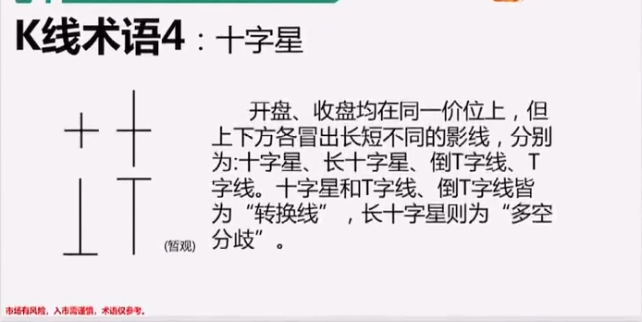 K线术语4：十字星
开盘、收盘均在同一价位上，但
上下方各冒出长短不同的影线，分别
为:十字星、长十字星、倒T字线、T
字线。十字星和T字线、倒T字线皆
为“转换线”，长十字星则为“多空
分歧”。
(暂观)
市场有风险，入市需谨慎，术语仅参考。